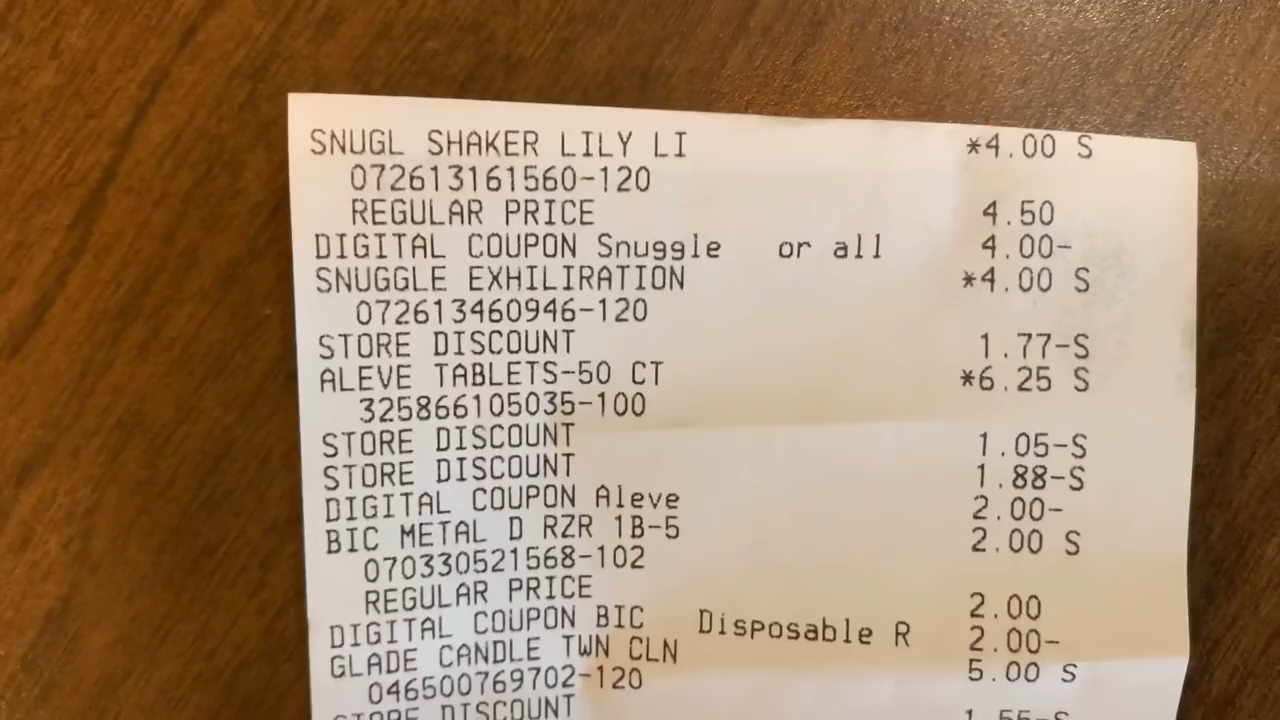 SNUGL SHAKER LILY LI *4.00 S
072613161560-120
REGULAR PRICE 4.50
DIGITAL COUPON Snuggle or all 4.00-
SNUGGLE EXHILIRATION *4.00 S
072613460946-120
STORE DISCOUNT 1.77-S
ALEVE TABLETS-50 CT *6.25 S
325866105035-100
STORE DISCOUNT 1.05-S
STORE DISCOUNT 1.88-S
DIGITAL COUPON Aleve 2.00-
BIC METAL D RZR 1B-5 2.00 S
070330521568-102
REGULAR PRICE 2.00
DIGITAL COUPON BIC Disposable R 2.00-
GLADE CANDLE TWN CLN 5.00 S
046500769702-120
STORE DISCOUNT 1.55-S